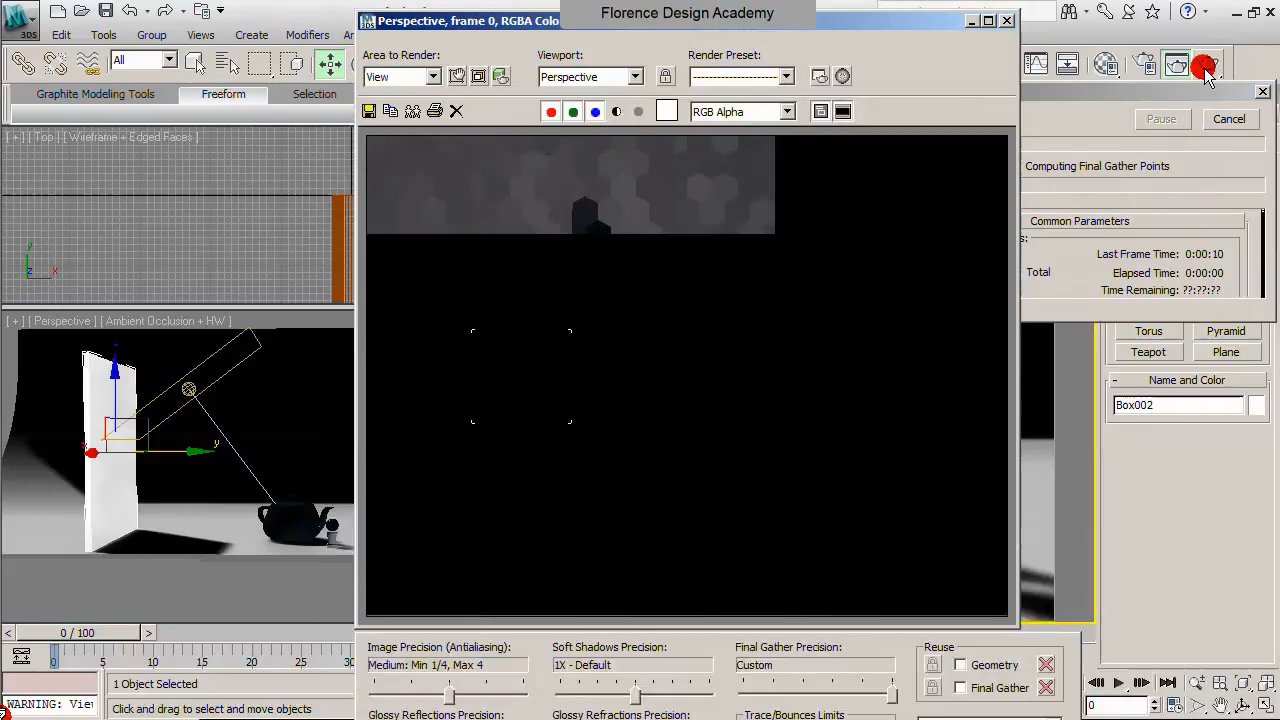 Florence Design Academy
Perspective, frame 0, RGBA Colo
3DS
Edit Tools Group Views Create Modifiers
All
Area to Render: Viewport: Render Preset:
View Perspective
Graphite Modeling Tools Freeform Selection
RGB Alpha
Pause Cancel
[ + ] [ Top ] [ Wireframe + Edged Faces ]
Computing Final Gather Points
Common Parameters
s:
Last Frame Time: 0:00:10
Total Elapsed Time: 0:00:00
Time Remaining: ??:??:??
y
z x
[ + ] [ Perspective ] [ Ambient Occlusion + HW ]
Torus Pyramid
Teapot Plane
- Name and Color
Box002
y
x
< 0 / 100 >
0 5 10 15 20 25 30
Image Precision (Antialiasing): Soft Shadows Precision: Final Gather Precision: Reuse
Medium: Min 1/4, Max 4 1X - Default Custom Geometry
1 Object Selected Final Gather
WARNING: Vie
Click and drag to select and move objects 0
Glossy Reflections Precision: Glossy Refractions Precision: Trace/Bounces Limits